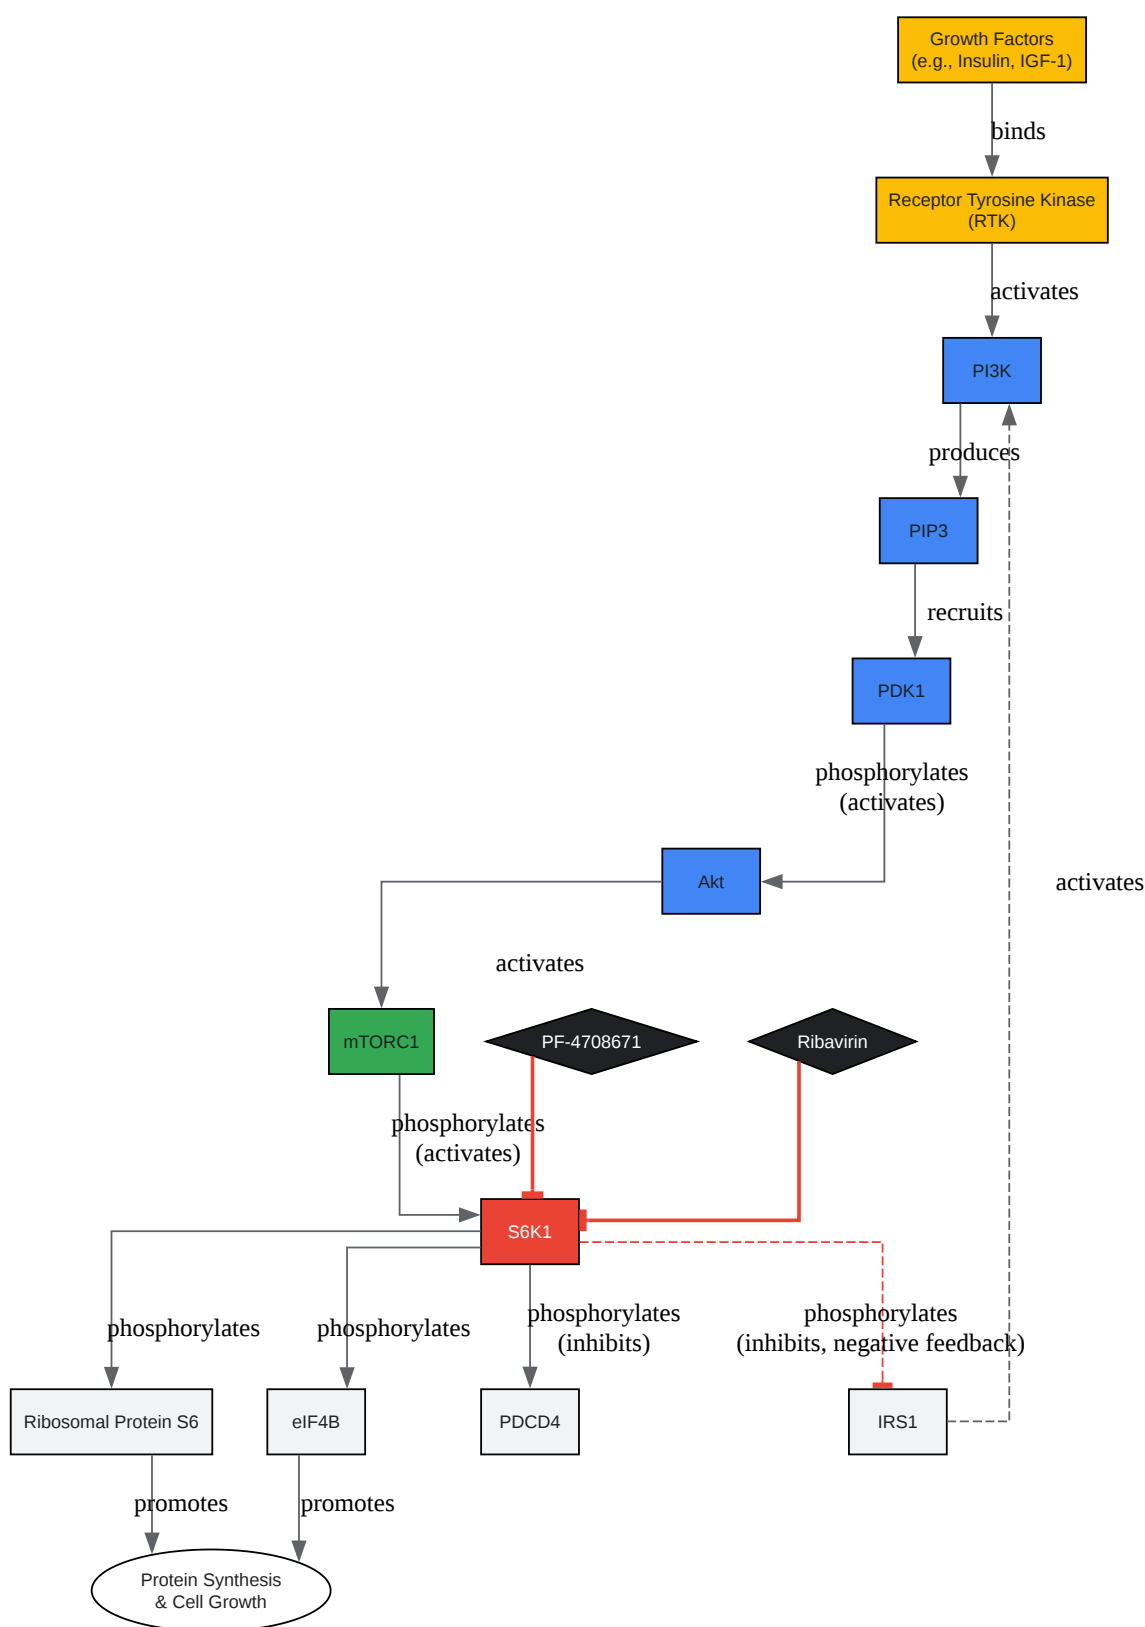 Growth Factors
(e.g., Insulin, IGF-1)
binds
Receptor Tyrosine Kinase
(RTK)
activates
PI3K
produces
PIP3
recruits
PDK1
phosphorylates
(activates)
Akt
activates
activates
mTORC1
PF-4708671
Ribavirin
phosphorylates
(activates)
S6K1
phosphorylates
phosphorylates
phosphorylates
(inhibits)
phosphorylates
(inhibits, negative feedback)
Ribosomal Protein S6
eIF4B
PDCD4
IRS1
promotes
promotes
Protein Synthesis
& Cell Growth